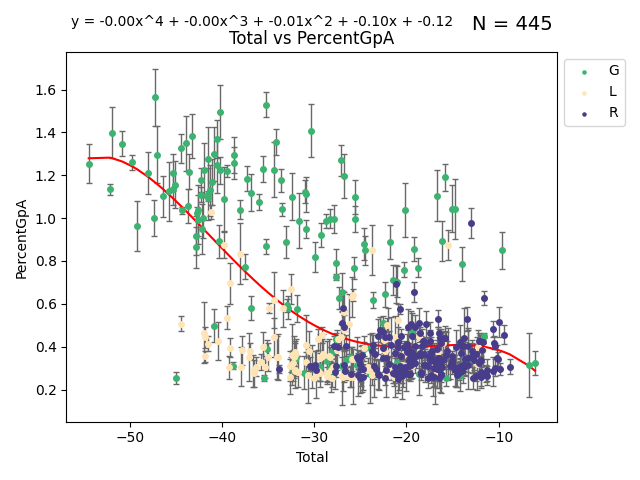 y = -0.00x^4 + -0.00x^3 + -0.01x^2 + -0.10x + -0.12
N = 445
Total vs PercentGpA
G
L
R
PercentGpA
1.6
1.4
1.2
1.0
0.8
0.6
0.4
0.2
−50
−40
−30
−20
−10
Total